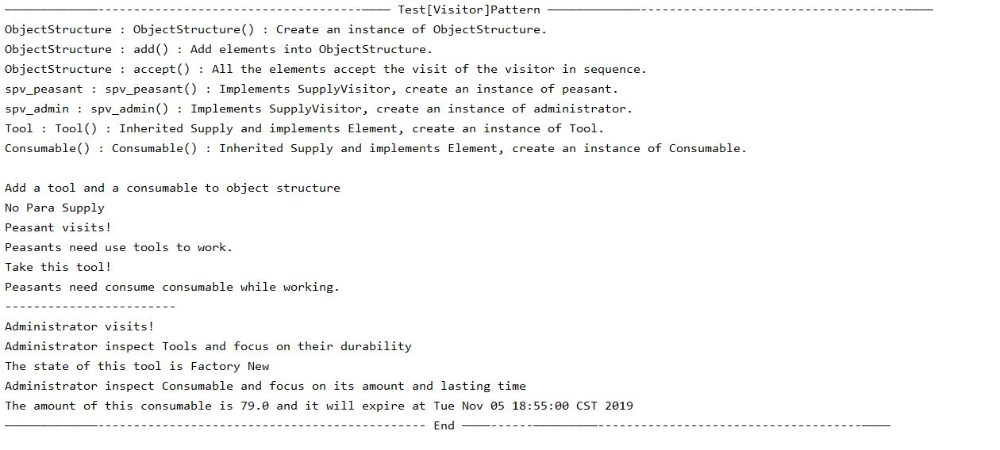 ———————————————————— Test[Visitor]Pattern ————————————————————
ObjectStructure : ObjectStructure() : Create an instance of ObjectStructure.
ObjectStructure : add() : Add elements into ObjectStructure.
ObjectStructure : accept() : All the elements accept the visit of the visitor in sequence.
spv_peasant : spv_peasant() : Implements SupplyVisitor, create an instance of peasant.
spv_admin : spv_admin() : Implements SupplyVisitor, create an instance of administrator.
Tool : Tool() : Inherited Supply and implements Element, create an instance of Tool.
Consumable() : Consumable() : Inherited Supply and implements Element, create an instance of Consumable.
Add a tool and a consumable to object structure
No Para Supply
Peasant visits!
Peasants need use tools to work.
Take this tool!
Peasants need consume consumable while working.
------------------------
Administrator visits!
Administrator inspect Tools and focus on their durability
The state of this tool is Factory New
Administrator inspect Consumable and focus on its amount and lasting time
The amount of this consumable is 79.0 and it will expire at Tue Nov 05 18:55:00 CST 2019
———————————————————— End ————————————————————